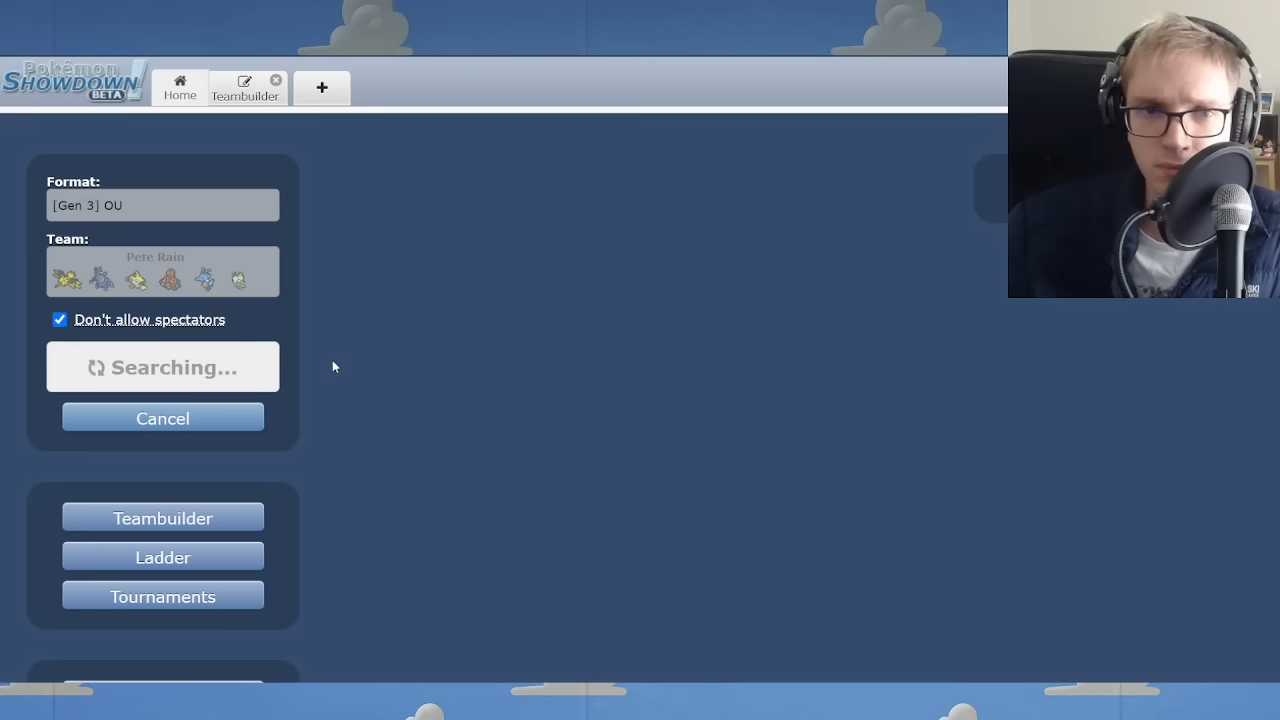 Pokémon
SHOWDOWN!
BETA
Home
Teambuilder
+
Format:
[Gen 3] OU
Team:
Pete Rain
Don't allow spectators
Searching...
Cancel
Teambuilder
Ladder
Tournaments
SKI